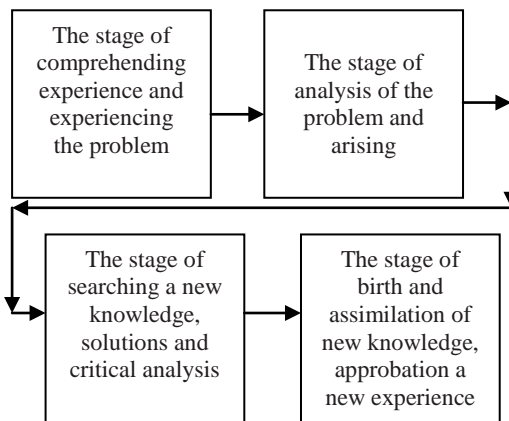 The stage of
comprehending
experience and
experiencing
the problem
The stage of
analysis of the
problem and
arising
The stage of
searching a new
knowledge,
solutions and
critical analysis
The stage of
birth and
assimilation of
new knowledge,
approbation a
new experience